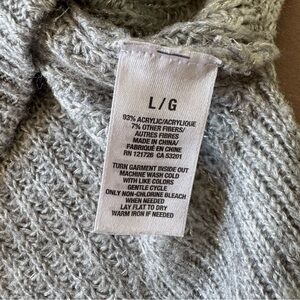 L / G
93% ACRYLIC/ACRYLIQUE
7% OTHER FIBERS/
AUTRES FIBRES
MADE IN CHINA/
FABRIQUÉ EN CHINE
RN 121726 CA 53201
TURN GARMENT INSIDE OUT
MACHINE WASH COLD
WITH LIKE COLORS
GENTLE CYCLE
ONLY NON-CHLORINE BLEACH
WHEN NEEDED
LAY FLAT TO DRY
WARM IRON IF NEEDED